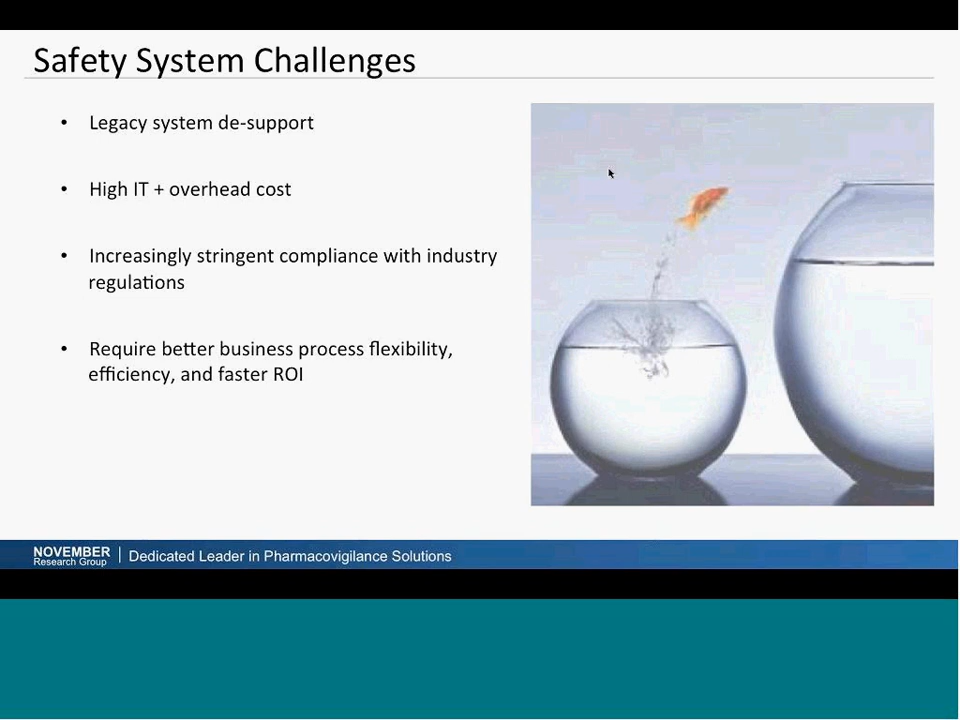 Safety System Challenges
• Legacy system de-support
• High IT + overhead cost
• Increasingly stringent compliance with industry
regulations
• Require better business process flexibility,
efficiency, and faster ROI
NOVEMBER
Research Group
Dedicated Leader in Pharmacovigilance Solutions